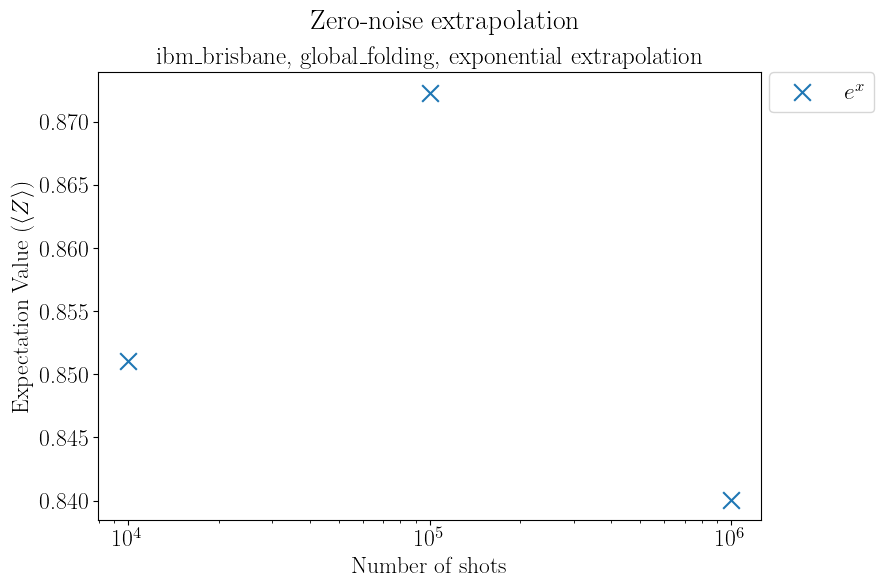 Zero-noise extrapolation
ibm_brisbane, global_folding, exponential extrapolation
e^x
0.870
0.865
0.860
0.855
0.850
0.845
0.840
Expectation Value (⟨Z⟩)
10^4 10^5 10^6
Number of shots